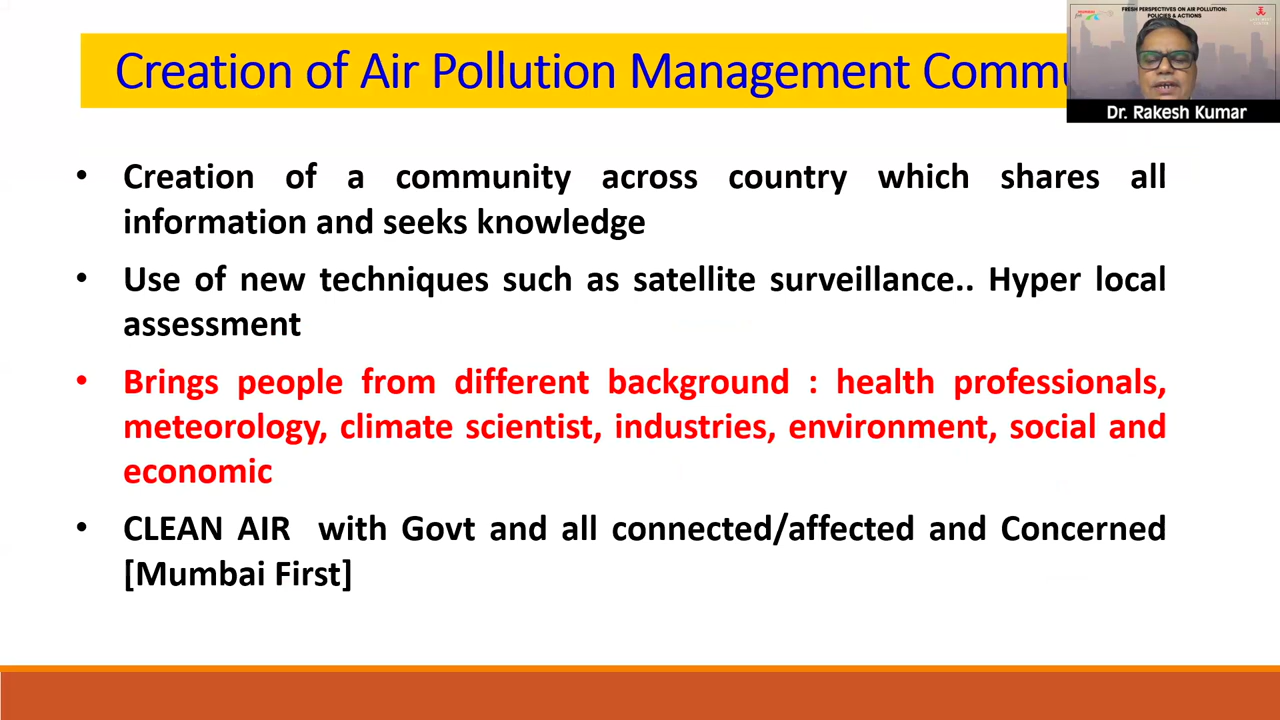 Creation of Air Pollution Management Commu
FRESH PERSPECTIVES ON AIR POLLUTION:
POLICIES & ACTIONS
Dr. Rakesh Kumar
• Creation of a community across country which shares all
information and seeks knowledge
• Use of new techniques such as satellite surveillance.. Hyper local
assessment
• Brings people from different background : health professionals,
meteorology, climate scientist, industries, environment, social and
economic
• CLEAN AIR with Govt and all connected/affected and Concerned
[Mumbai First]